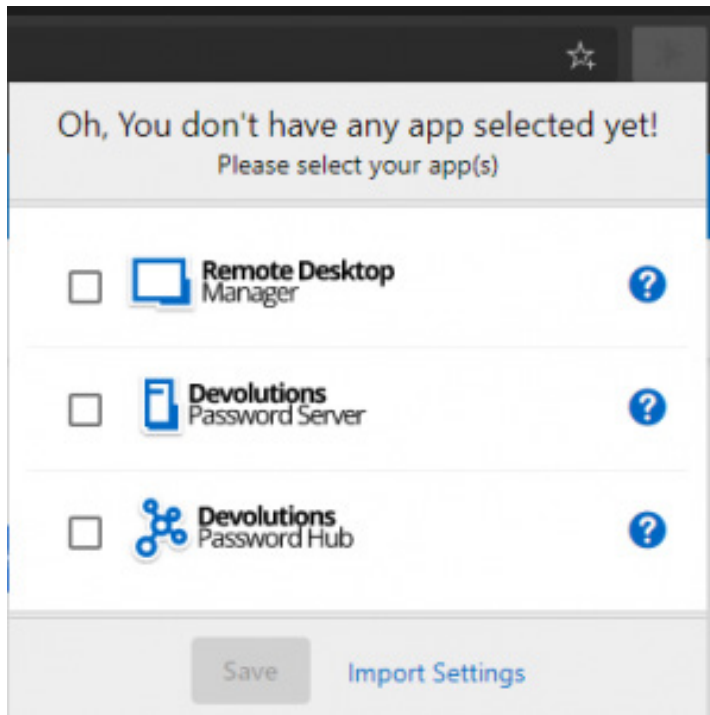 Oh, You don't have any app selected yet!
Please select your app(s)
Remote Desktop
Manager
?
Devolutions
Password Server
?
Devolutions
Password Hub
?
Save
Import Settings